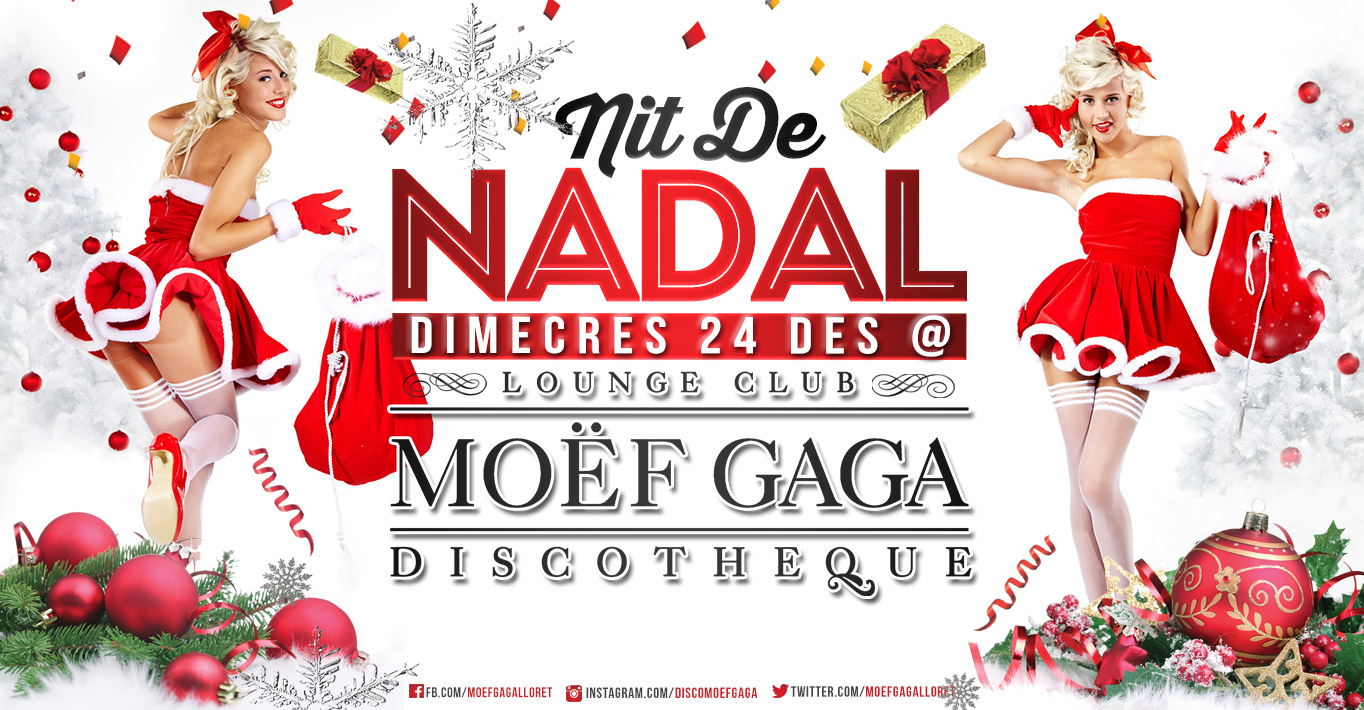 Nit De
NADAL
DIMECRES 24 DES @
LOUNGE CLUB
MOËF GAGA
DISCOTHEQUE
FB.COM/MOEFGAGALLORET INSTAGRAM.COM/DISCOMOEFGAGA TWITTER.COM/MOEFGAGALLORET